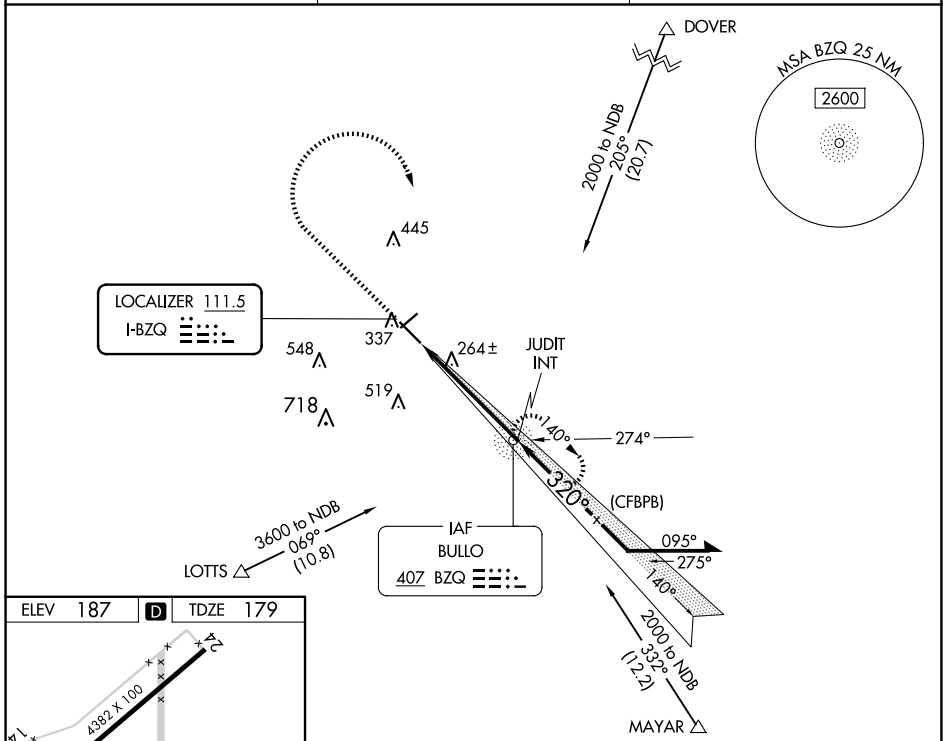 DOVER
MSA BZQ 25 NM
2600
2000 to NDB
205°
(20.7)
445
LOCALIZER 111.5
I-BZQ
337
548
264±
JUDIT
INT
519
718
140°
274°
320°
(CFBPB)
3600 to NDB
069°
(10.8)
LOTTS
IAF
BULLO
407 BZQ
095°
275°
140°
2000 to NDB
332°
(12.2)
MAYAR
ELEV 187 D TDZE 179
24
4382 X 100
14